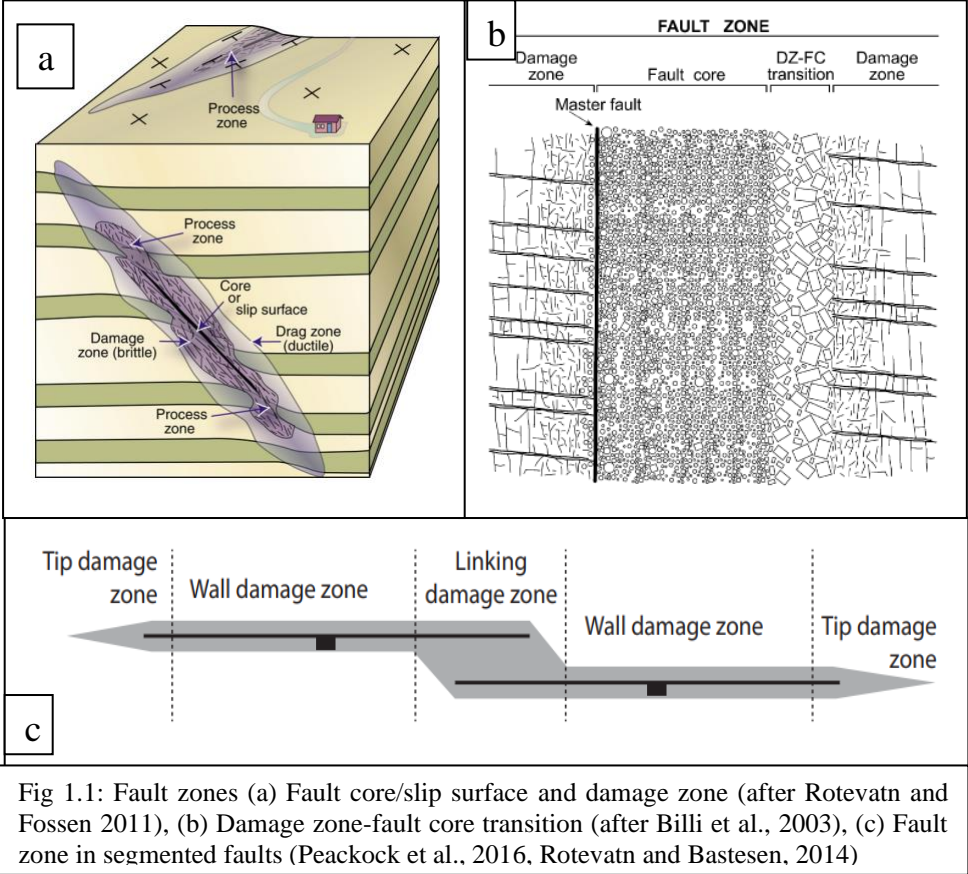 a
Process
zone
Process
zone
Core
or
slip surface
Damage
zone (brittle)
Drag zone
(ductile)
Process
zone
b
FAULT ZONE
Damage
zone
Fault core
DZ-FC
transition
Damage
zone
Master fault
Tip damage
zone
Wall damage zone
Linking
damage zone
Wall damage zone
Tip damage
zone
c
Fig 1.1: Fault zones (a) Fault core/slip surface and damage zone (after Rotevatn and
Fossen 2011), (b) Damage zone-fault core transition (after Billi et al., 2003), (c) Fault
zone in segmented faults (Peackock et al., 2016, Rotevatn and Bastesen, 2014)